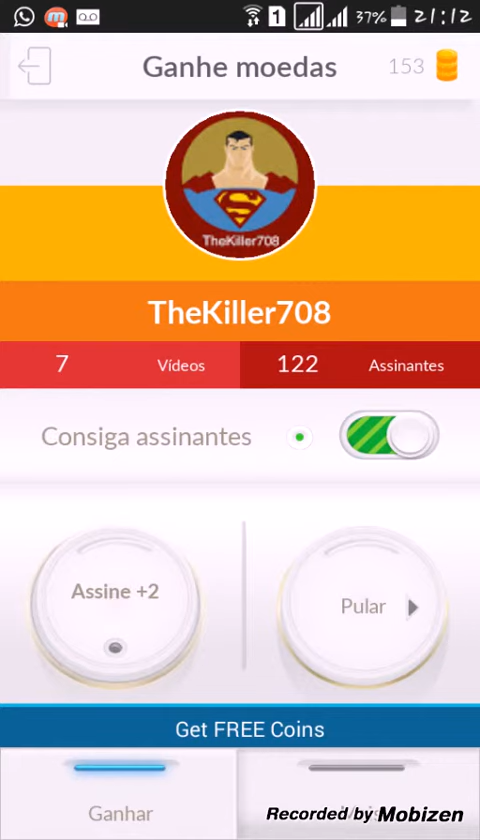 1 37% 21:12
Ganhe moedas 153
TheKiller708
TheKiller708
7 Vídeos 122 Assinantes
Consiga assinantes
Assine +2 Pular
Get FREE Coins
Ganhar
Recorded by Mobizen